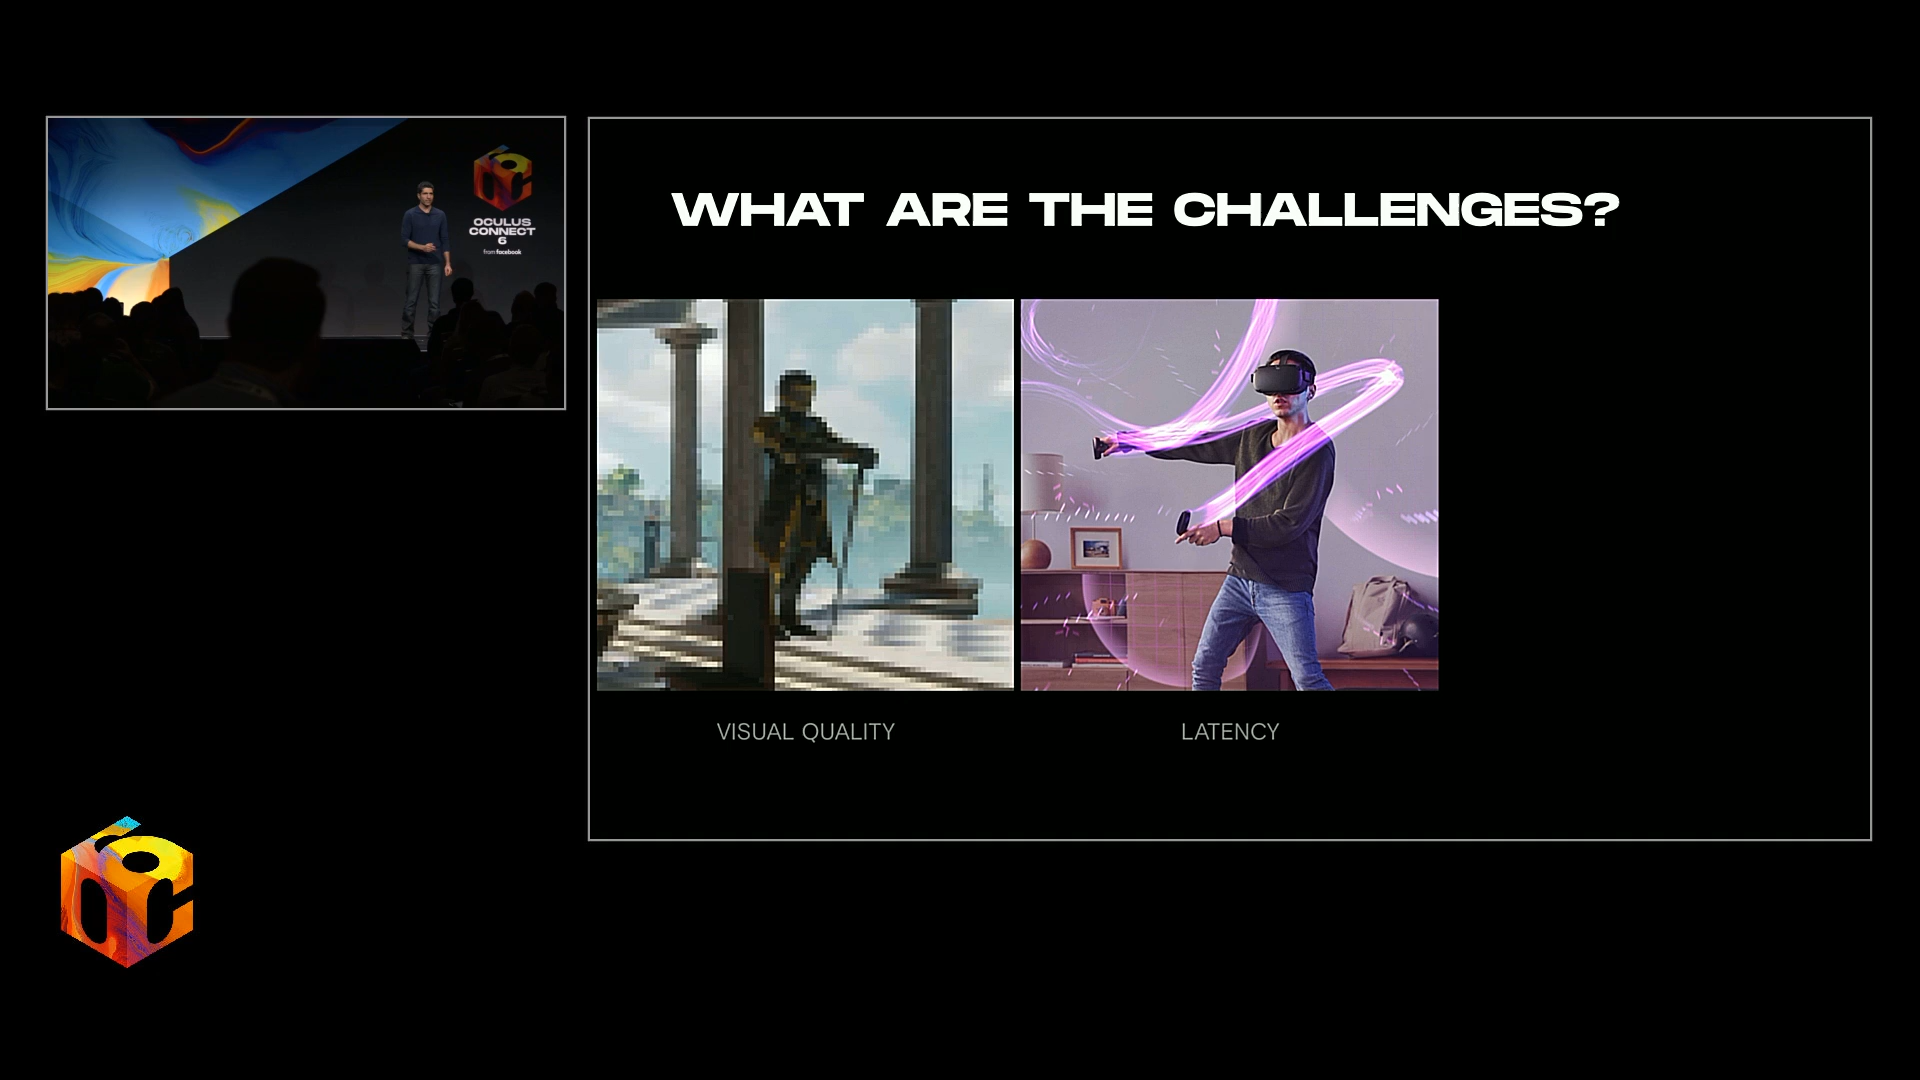 OCULUS
CONNECT
6
from facebook
WHAT ARE THE CHALLENGES?
VISUAL QUALITY
LATENCY